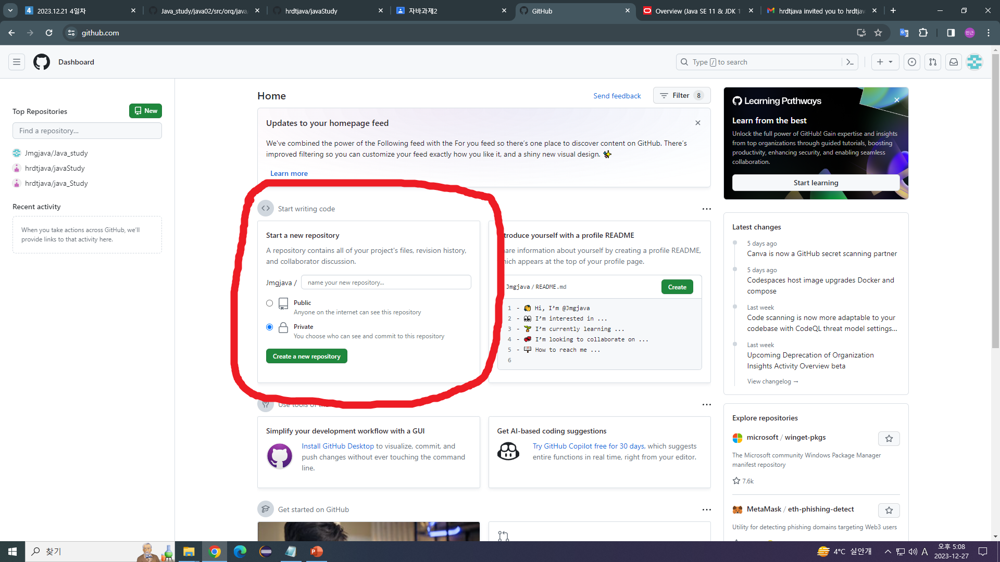 2023.12.21 4일차
Java_study/java02/src/org/java
hrdtjava/javaStudy
자바과제2
GitHub
Overview (Java SE 11 & JDK 1
hrdtjava invited you to hrdtjav
github.com
민근
Dashboard
Type / to search
Top Repositories
New
Find a repository...
Jmgjava/Java_study
hrdtjava/javaStudy
hrdtjava/java_Study
Recent activity
When you take actions across GitHub, we'll
provide links to that activity here.
Home
Send feedback
Filter 8
Updates to your homepage feed
We've combined the power of the Following feed with the For you feed so there's one place to discover content on GitHub. There's
improved filtering so you can customize your feed exactly how you like it, and a shiny new visual design. ✨
Learn more
Start writing code
Start a new repository
A repository contains all of your project's files, revision history,
and collaborator discussion.
Jmgjava /
name your new repository...
Public
Anyone on the internet can see this repository
Private
You choose who can see and commit to this repository
Create a new repository
troduce yourself with a profile README
are information about yourself by creating a profile README,
ich appears at the top of your profile page.
Jmgjava / README.md
Create
1 - 👋 Hi, I'm @Jmgjava
2 - 👀 I'm interested in ...
3 - 🌱 I'm currently learning ...
4 - 💞️ I'm looking to collaborate on ...
5 - 📫 How to reach me ...
6
Use tools of the
Simplify your development workflow with a GUI
Install GitHub Desktop to visualize, commit, and
push changes without ever touching the command
line.
Get AI-based coding suggestions
Try GitHub Copilot free for 30 days, which suggests
entire functions in real time, right from your editor.
Get started on GitHub
Learning Pathways
Learn from the best
Unlock the full power of GitHub! Gain expertise and insights
from top organizations through guided tutorials, boosting
productivity, enhancing security, and enabling seamless
collaboration.
Start learning
Latest changes
5 days ago
Canva is now a GitHub secret scanning partner
5 days ago
Codespaces host image upgrades Docker and
compose
Last week
Code scanning is now more adaptable to your
codebase with CodeQL threat model settings...
Last week
Upcoming Deprecation of Organization
Insights Activity Overview beta
View changelog →
Explore repositories
microsoft / winget-pkgs
The Microsoft community Windows Package Manager
manifest repository
7.6k
MetaMask / eth-phishing-detect
Utility for detecting phishing domains targeting Web3 users
찾기
4°C 실안개
A
오후 5:08
2023-12-27